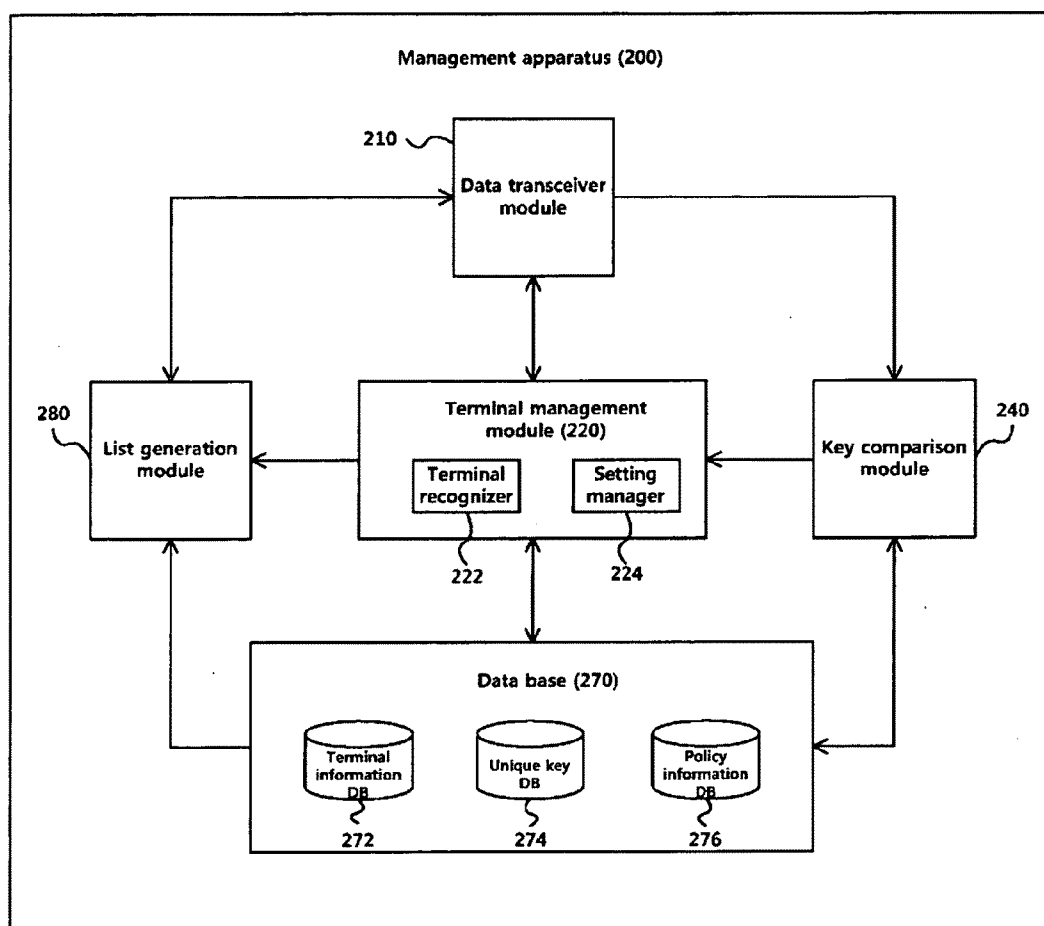 Management apparatus (200)
210
Data transceiver
module
280
List generation
module
Terminal management
module (220)
Terminal
recognizer
Setting
manager
222
224
240
Key comparison
module
Data base (270)
Terminal
information
DB
Unique key
DB
Policy
information
DB
272
274
276